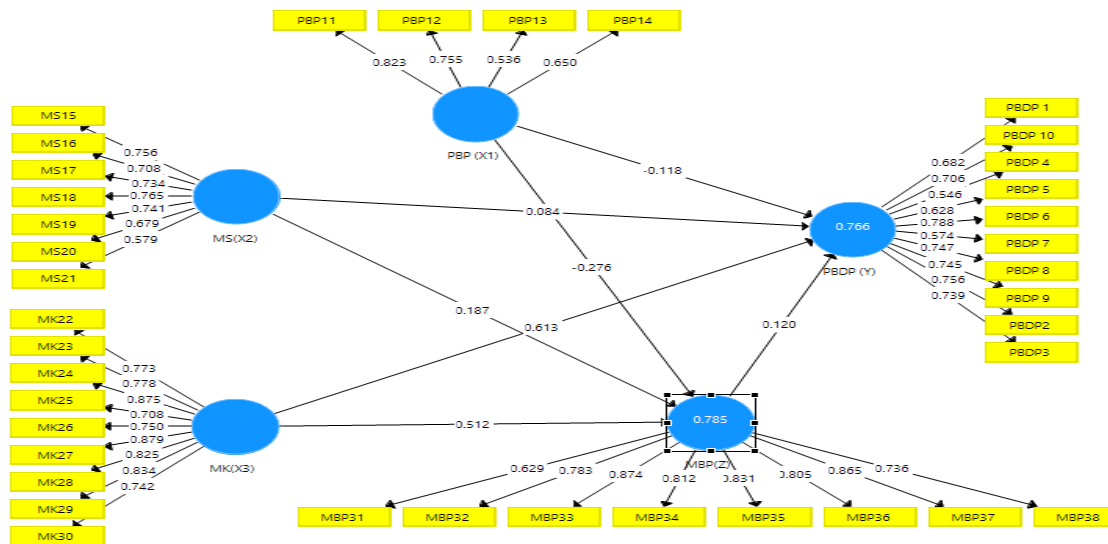 PBP11
PBP12
PBP13
PBP14
0.823
0.755
0.536
0.650
PBP (X1)
MS15
MS16
MS17
MS18
MS19
MS20
MS21
0.756
0.708
0.734
0.765
0.741
0.679
0.579
MS(X2)
MK22
MK23
MK24
MK25
MK26
MK27
MK28
MK29
MK30
0.773
0.778
0.875
0.708
0.750
0.879
0.825
0.834
0.742
MK(X3)
-0.118
0.084
-0.276
0.187
0.613
0.120
0.512
0.766
PBDP (Y)
PBDP 1
PBDP 10
PBDP 4
PBDP 5
PBDP 6
PBDP 7
PBDP 8
PBDP 9
PBDP2
PBDP3
0.682
0.706
0.546
0.628
0.788
0.574
0.747
0.745
0.756
0.739
0.785
MBP(Z)
0.629
0.783
0.874
0.812
0.831
0.805
0.865
0.736
MBP31
MBP32
MBP33
MBP34
MBP35
MBP36
MBP37
MBP38